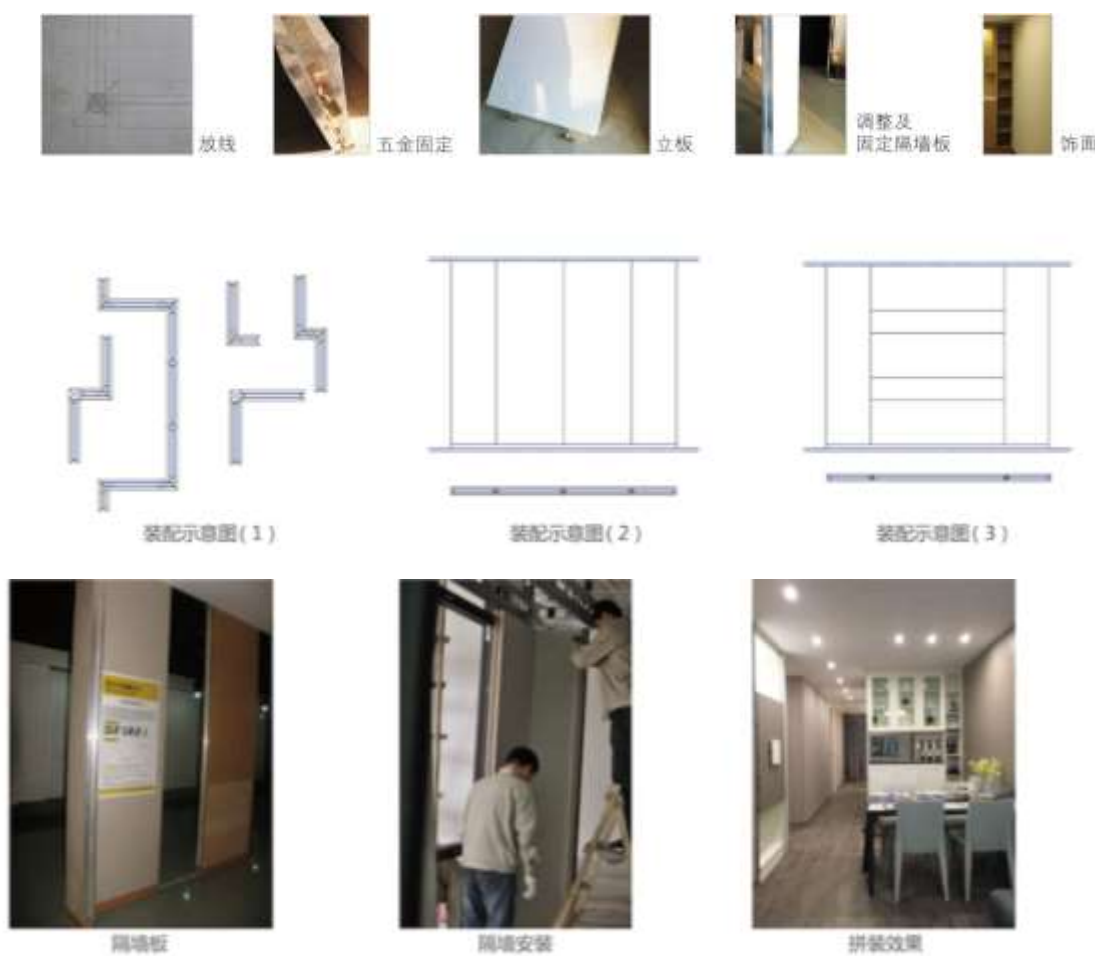 放线
五金固定
立板
调整及
固定隔墙板
饰面
装配示意图(1)
装配示意图(2)
装配示意图(3)
隔墙板
隔墙安装
拼装效果